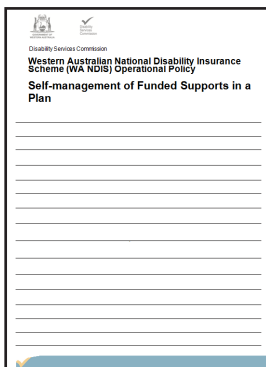 Disability Services Commission
Western Australian National Disability Insurance
Scheme (WA NDIS) Operational Policy
Self-management of Funded Supports in a
Plan